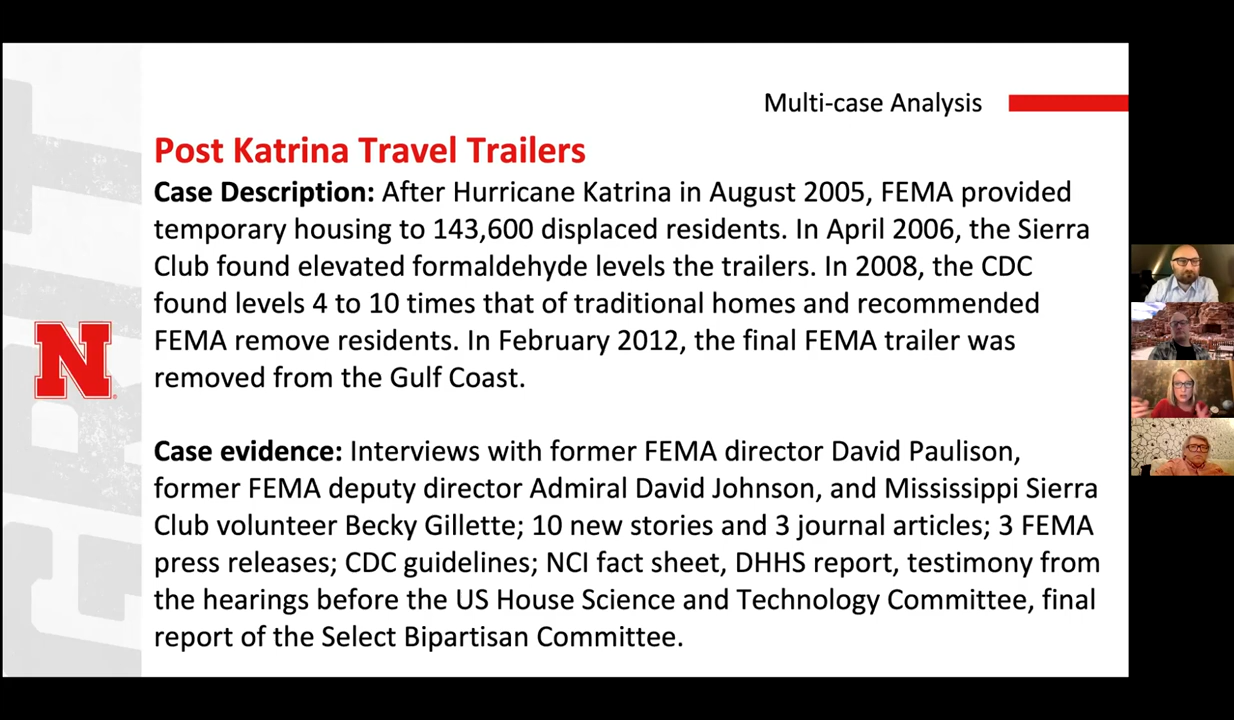 Multi-case Analysis
Post Katrina Travel Trailers
Case Description: After Hurricane Katrina in August 2005, FEMA provided
temporary housing to 143,600 displaced residents. In April 2006, the Sierra
Club found elevated formaldehyde levels the trailers. In 2008, the CDC
found levels 4 to 10 times that of traditional homes and recommended
FEMA remove residents. In February 2012, the final FEMA trailer was
removed from the Gulf Coast.
Case evidence: Interviews with former FEMA director David Paulison,
former FEMA deputy director Admiral David Johnson, and Mississippi Sierra
Club volunteer Becky Gillette; 10 new stories and 3 journal articles; 3 FEMA
press releases; CDC guidelines; NCI fact sheet, DHHS report, testimony from
the hearings before the US House Science and Technology Committee, final
report of the Select Bipartisan Committee.
N